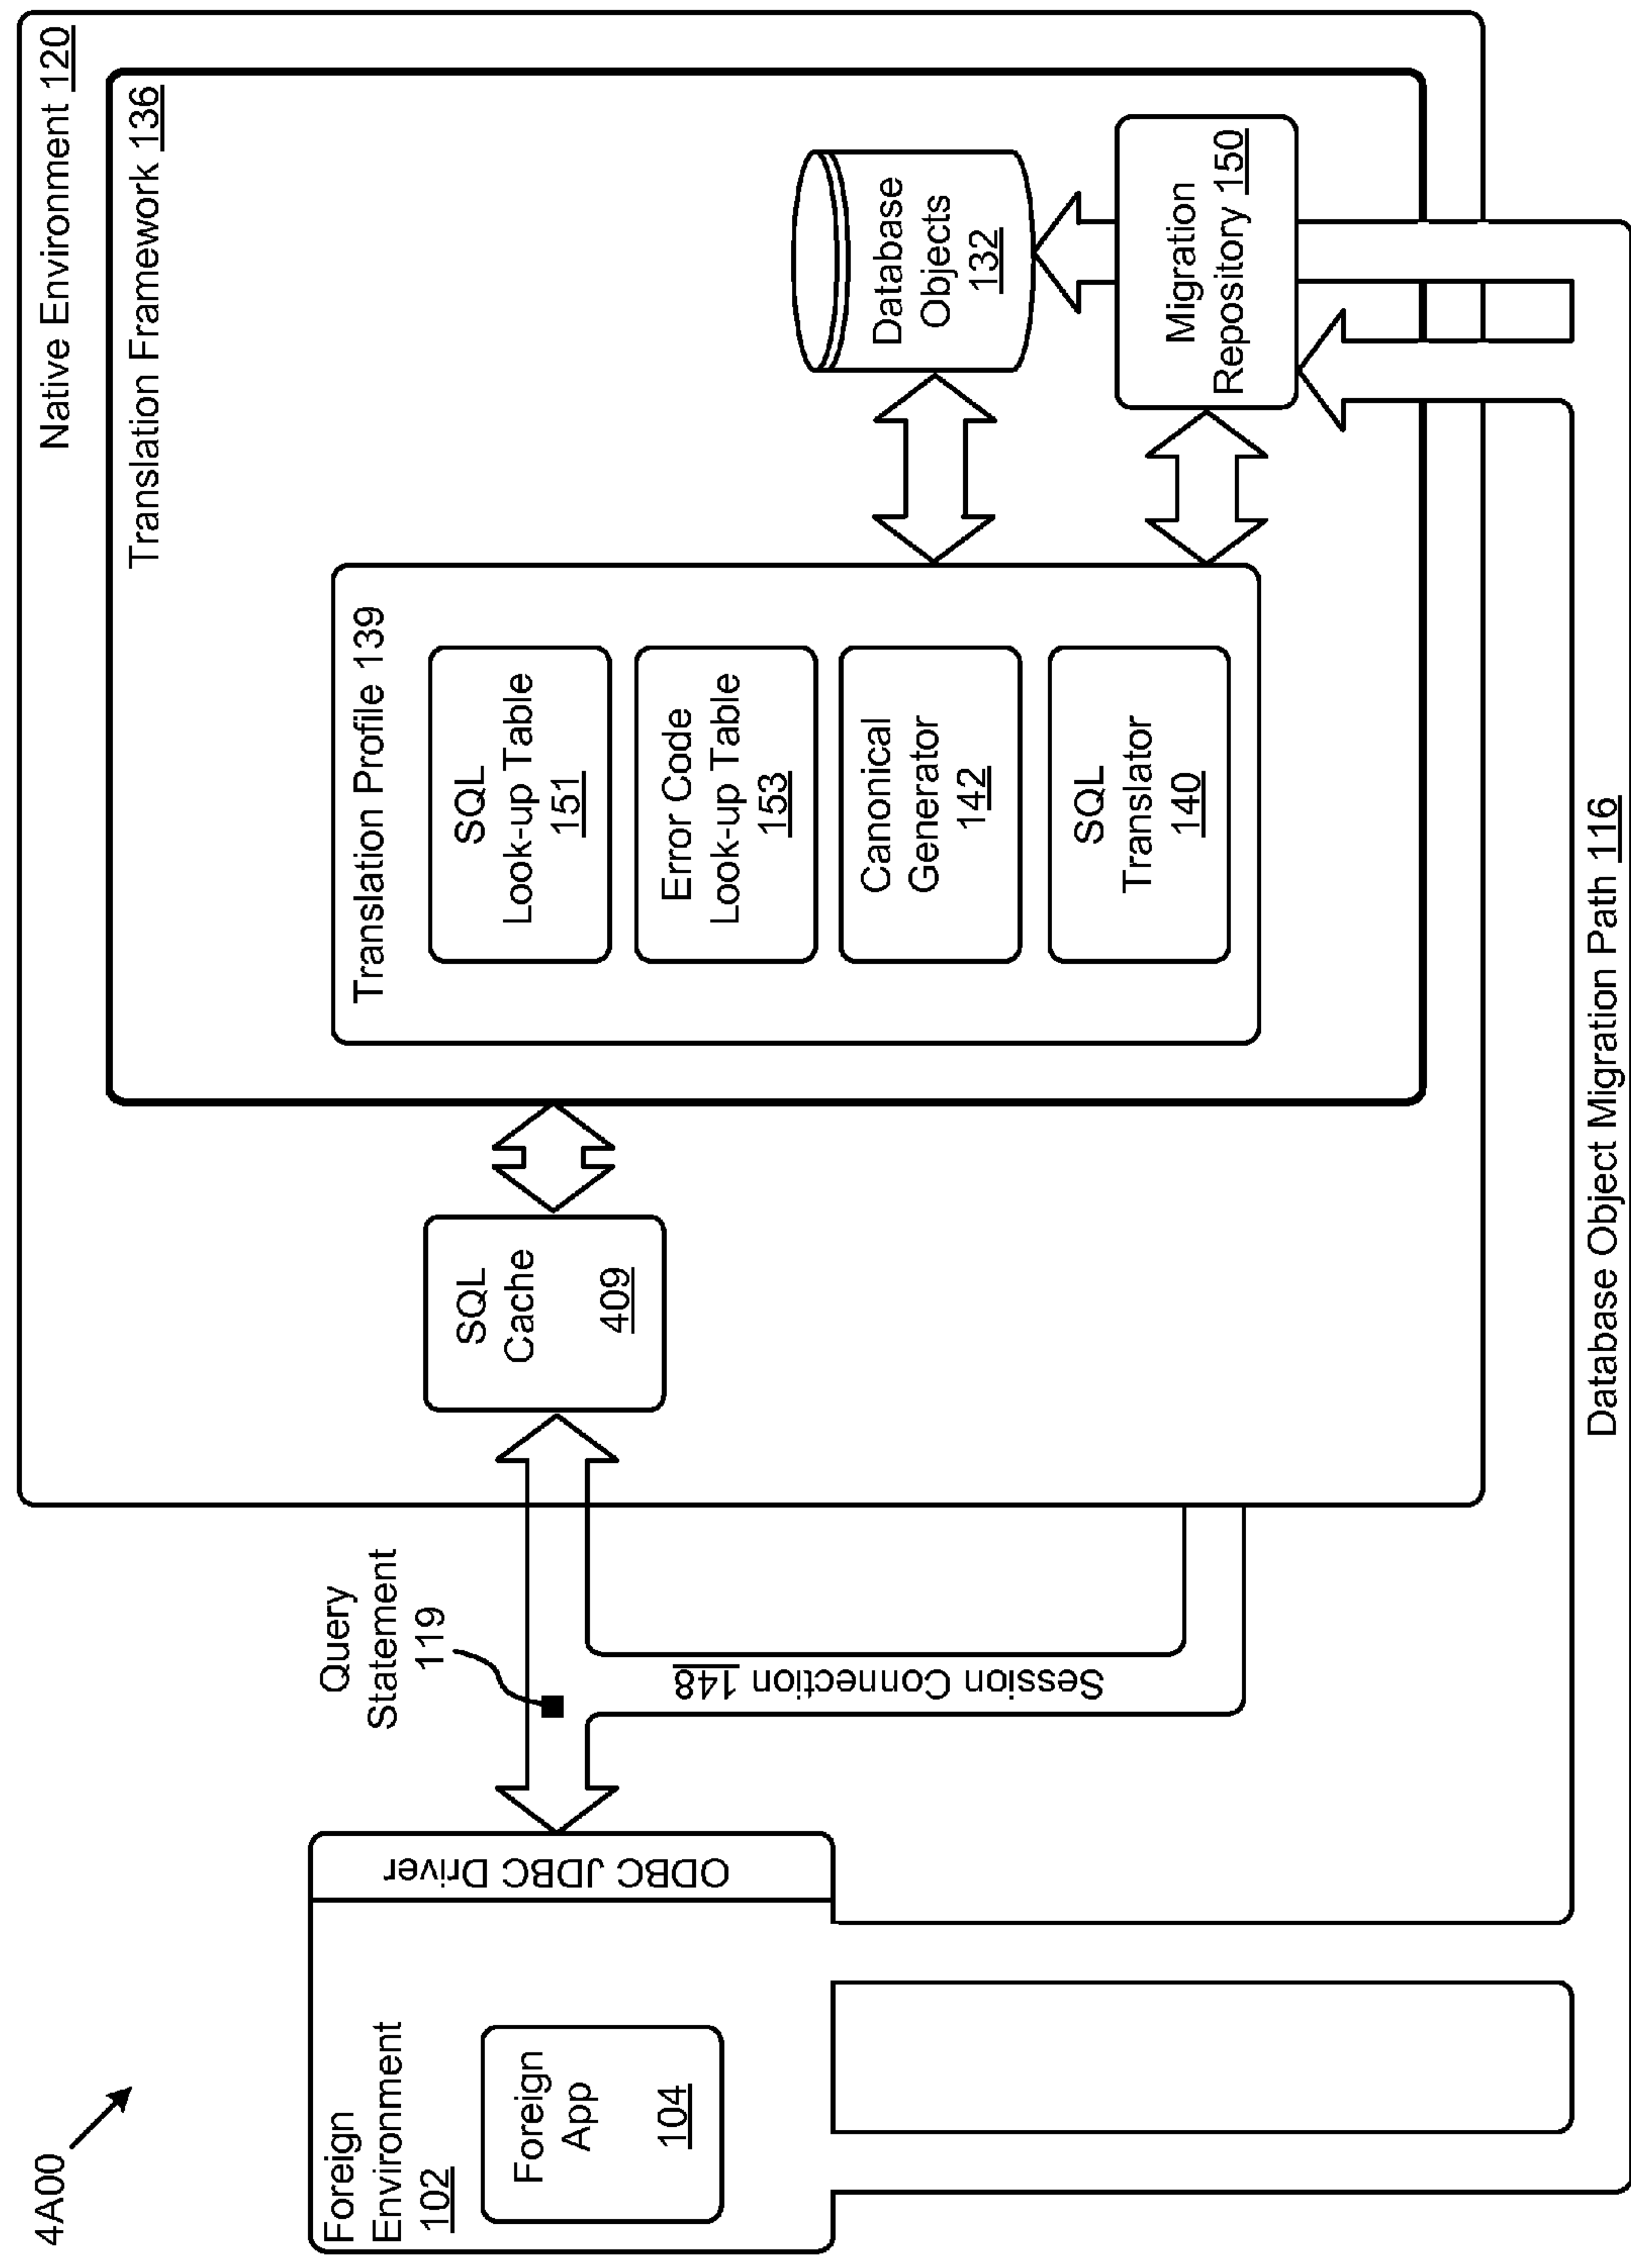 4A00
Native Environment 120
Translation Framework 136
Foreign
Environment
102
Foreign
App
104
ODBC JDBC Driver
Query
Statement
119
Session Connection 148
SQL
Cache
409
Translation Profile 139
SQL
Look-up Table
151
Error Code
Look-up Table
153
Canonical
Generator
142
SQL
Translator
140
Database
Objects
132
Migration
Repository 150
Database Object Migration Path 116